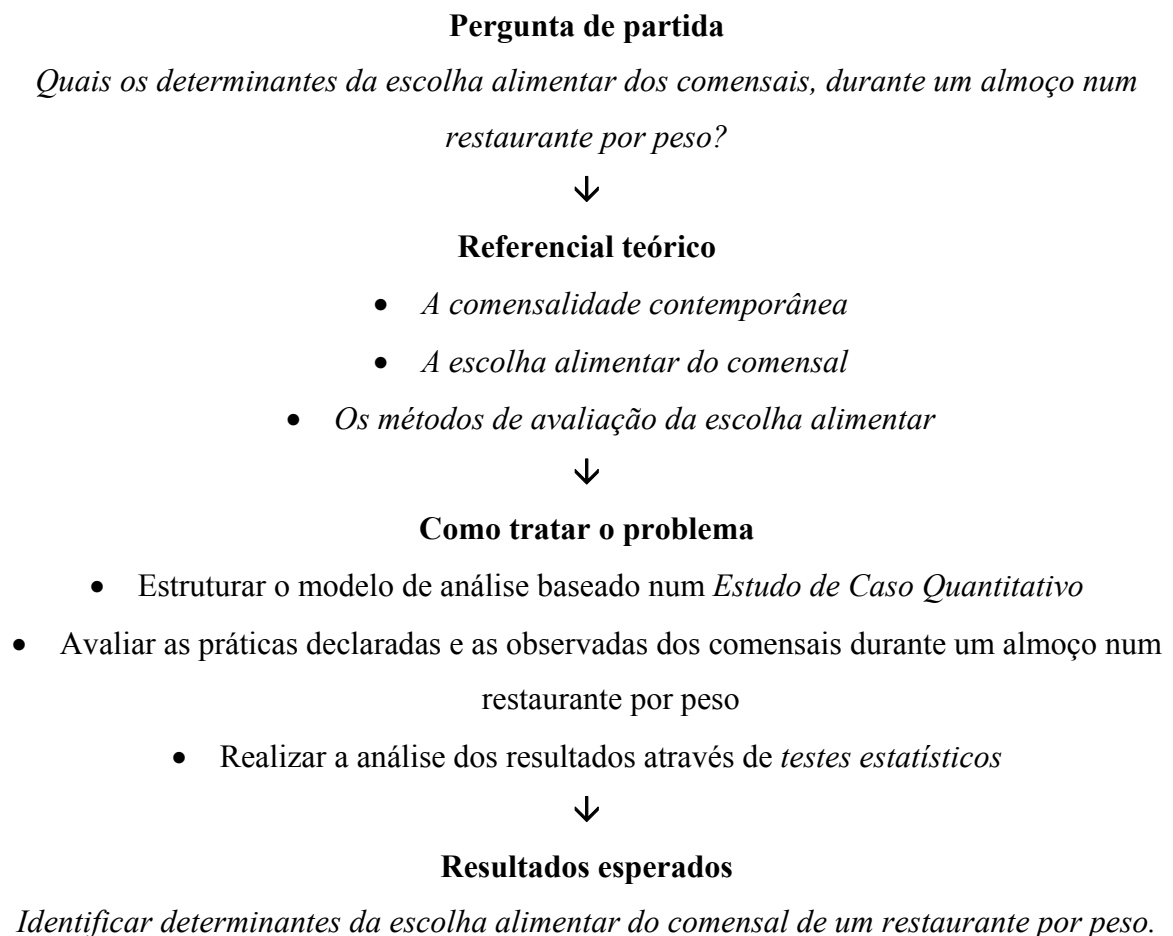 Pergunta de partida
Quais os determinantes da escolha alimentar dos comensais, durante um almoço num
restaurante por peso?
↓
Referencial teórico
• A comensalidade contemporânea
• A escolha alimentar do comensal
• Os métodos de avaliação da escolha alimentar
↓
Como tratar o problema
• Estruturar o modelo de análise baseado num Estudo de Caso Quantitativo
• Avaliar as práticas declaradas e as observadas dos comensais durante um almoço num
restaurante por peso
• Realizar a análise dos resultados através de testes estatísticos
↓
Resultados esperados
Identificar determinantes da escolha alimentar do comensal de um restaurante por peso.